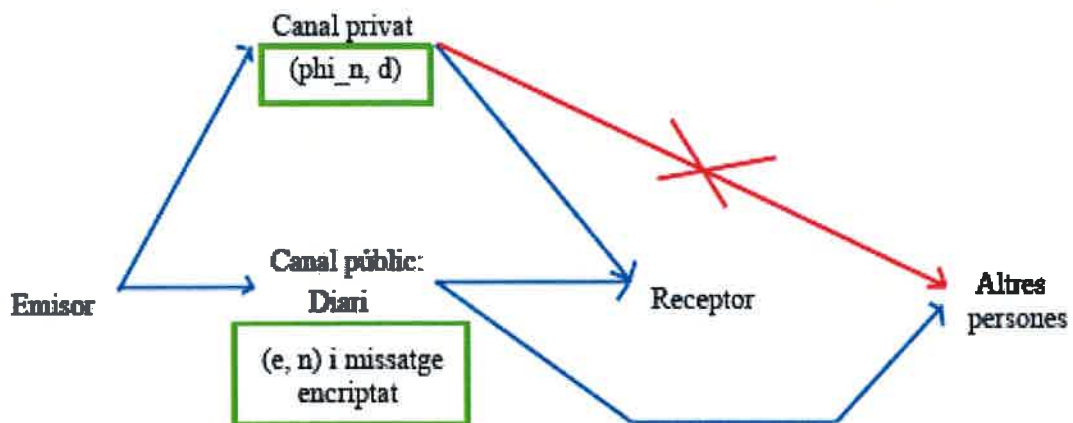 Canal privat
(phi_n, d)
Canal públic:
Diari
Emisor
Receptor
Altres
persones
(e, n) i missatge
encriptat